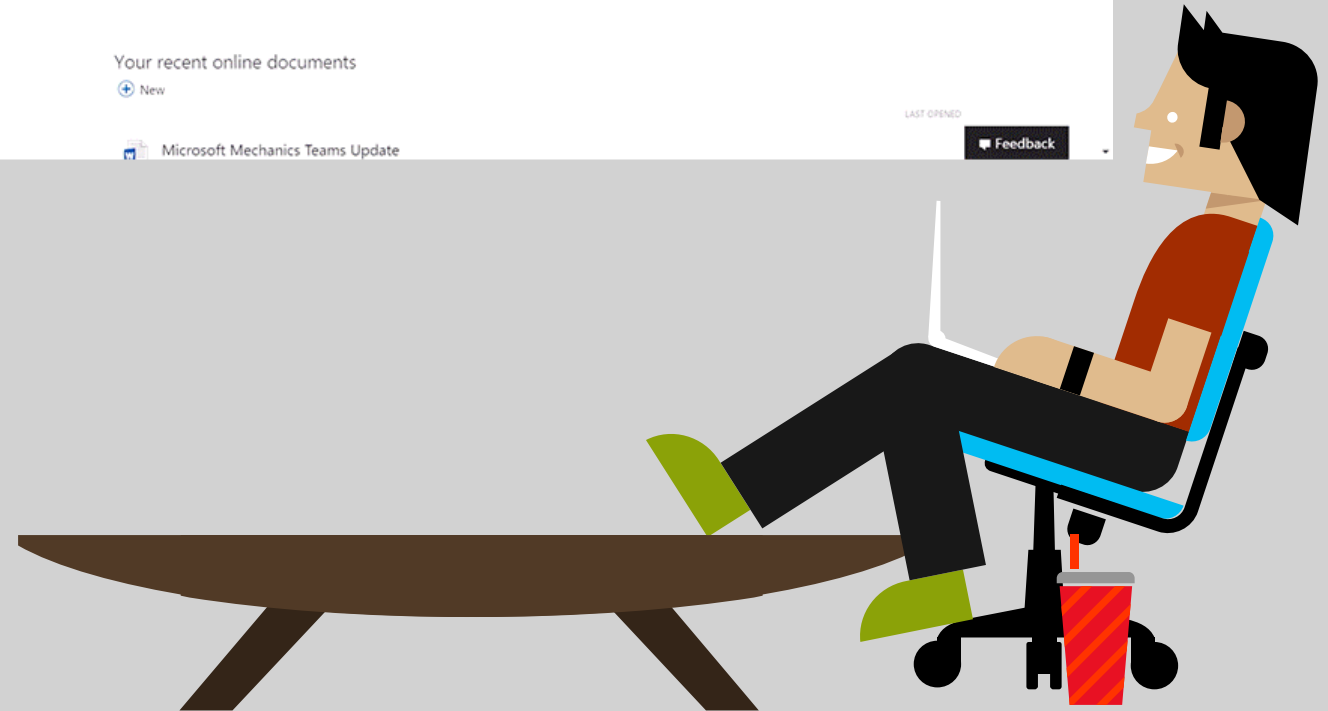 Your recent online documents
New
LAST OPENED
Feedback
Microsoft Mechanics Teams Update